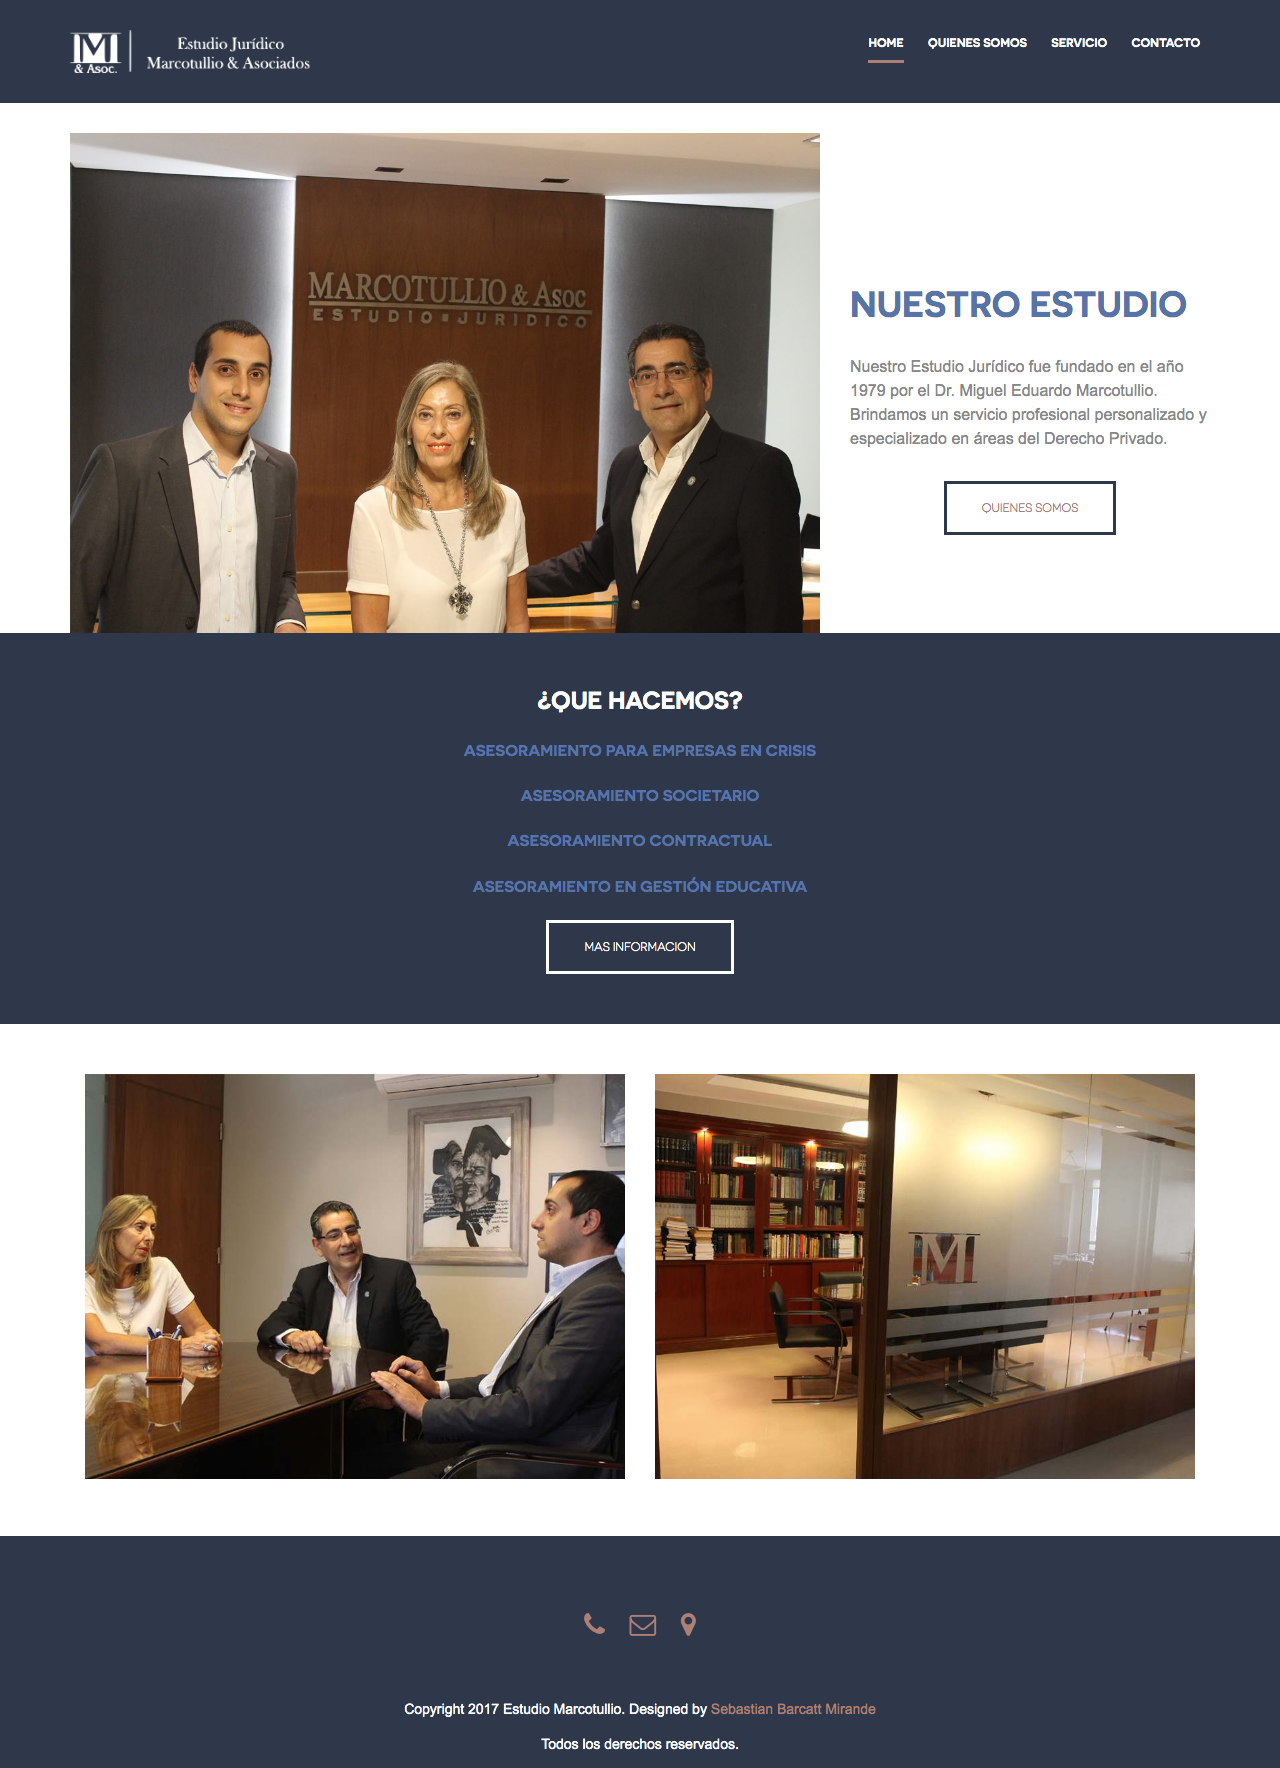 M
& Asoc.
Estudio Jurídico
Marcotullio & Asociados
HOME QUIENES SOMOS SERVICIO CONTACTO
MARCOTULLIO & ASOC
ESTUDIO JURIDICO
NUESTRO ESTUDIO
Nuestro Estudio Jurídico fue fundado en el año
1979 por el Dr. Miguel Eduardo Marcotullio.
Brindamos un servicio profesional personalizado y
especializado en áreas del Derecho Privado.
QUIENES SOMOS
¿QUE HACEMOS?
ASESORAMIENTO PARA EMPRESAS EN CRISIS
ASESORAMIENTO SOCIETARIO
ASESORAMIENTO CONTRACTUAL
ASESORAMIENTO EN GESTIÓN EDUCATIVA
MAS INFORMACION
M
Copyright 2017 Estudio Marcotullio. Designed by Sebastian Barcatt Mirande
Todos los derechos reservados.